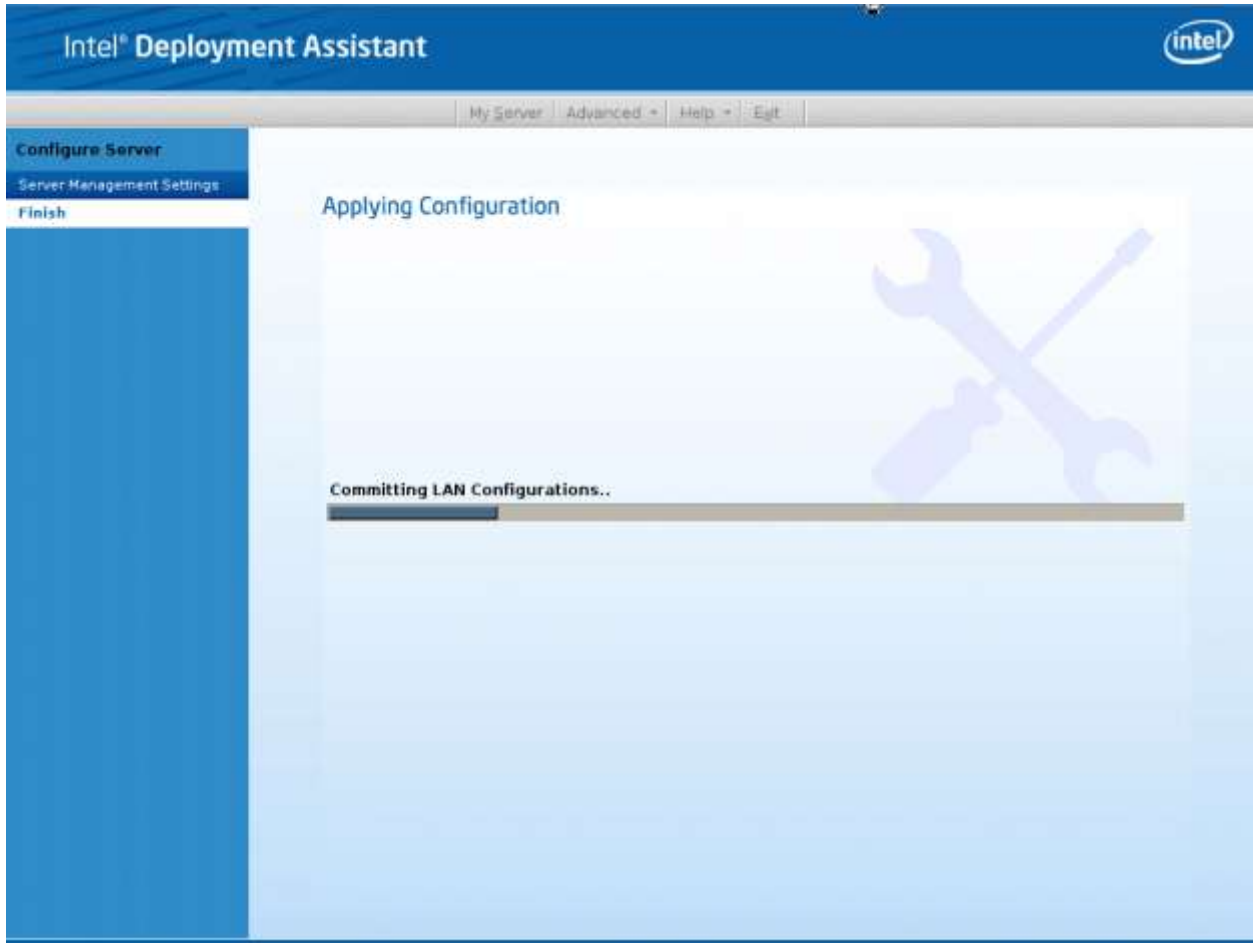 Intel® Deployment Assistant
intel
My Server Advanced Help Exit
Configure Server
Server Management Settings
Finish
Applying Configuration
Committing LAN Configurations..